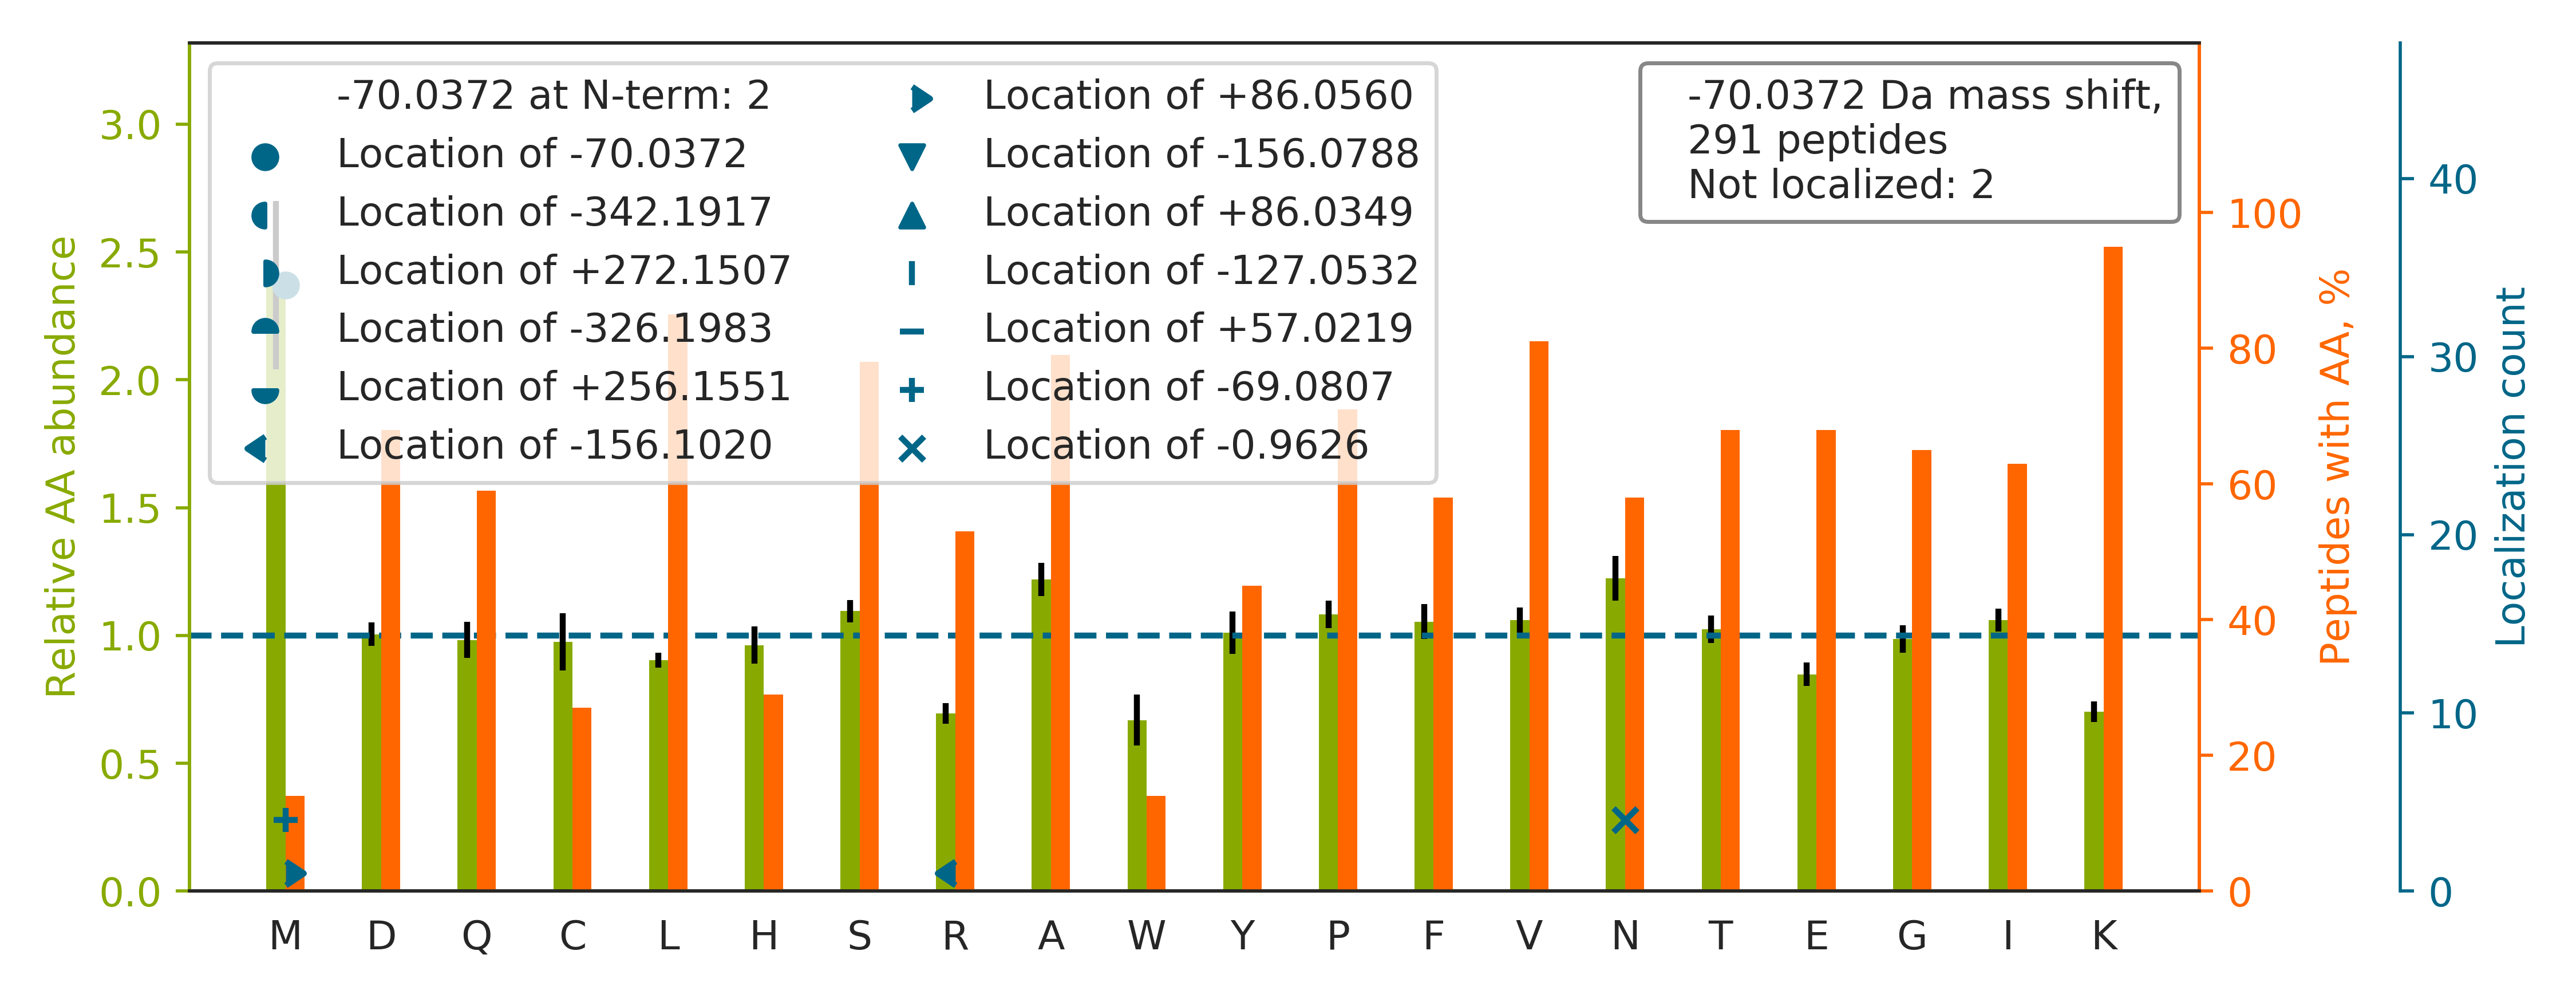 -70.0372 at N-term: 2
Location of -70.0372
Location of -342.1917
Location of +272.1507
Location of -326.1983
Location of +256.1551
Location of -156.1020
Location of +86.0560
Location of -156.0788
Location of +86.0349
Location of -127.0532
Location of +57.0219
Location of -69.0807
Location of -0.9626
-70.0372 Da mass shift,
291 peptides
Not localized: 2
Relative AA abundance
3.0
2.5
2.0
1.5
1.0
0.5
0.0
M D Q C L H S R A W Y P F V N T E G I K
100
80
60
40
20
0
Peptides with AA, %
40
30
20
10
0
Localization count